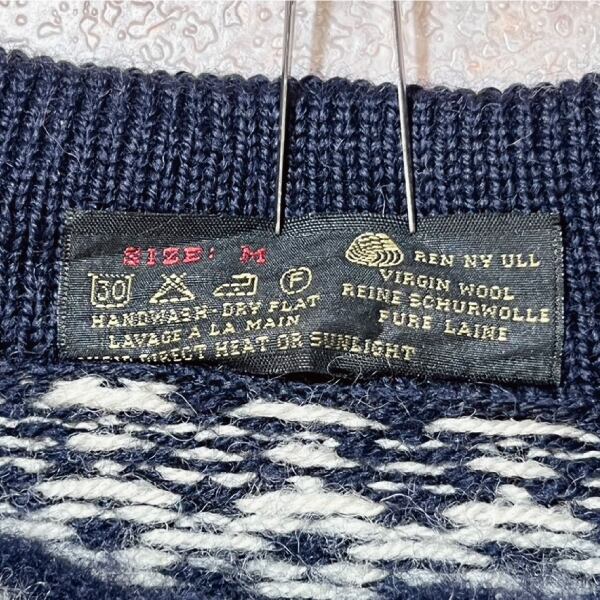 SIZE: M
30
F
HANDWASH-DRY FLAT
LAVAGE A LA MAIN
DIRECT HEAT OR SUNLIGHT
REN NY ULL
VIRGIN WOOL
REINE SCHURWOLLE
PURE LAINE